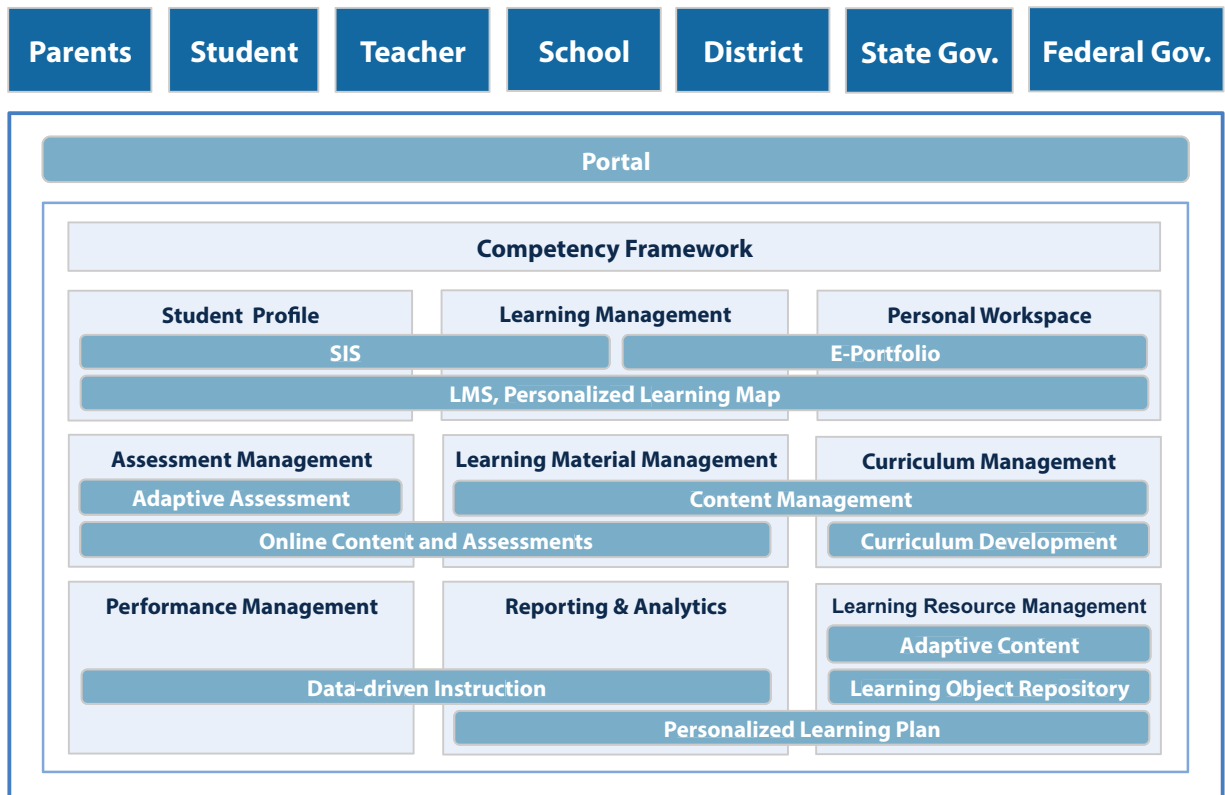 Parents
Student
Teacher
School
District
State Gov.
Federal Gov.
Portal
Competency Framework
Student Profile
Learning Management
Personal Workspace
SIS
E-Portfolio
LMS, Personalized Learning Map
Assessment Management
Learning Material Management
Curriculum Management
Adaptive Assessment
Content Management
Online Content and Assessments
Curriculum Development
Performance Management
Reporting & Analytics
Learning Resource Management
Adaptive Content
Data-driven Instruction
Learning Object Repository
Personalized Learning Plan